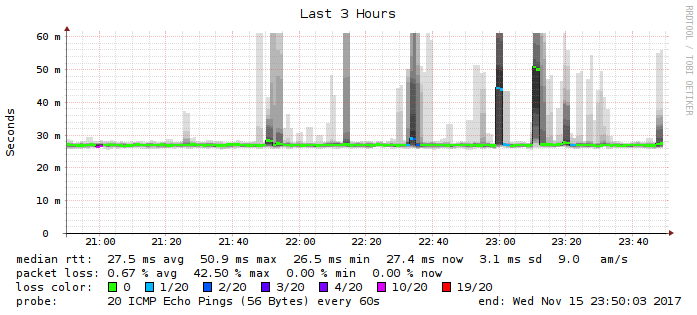 Last 3 Hours
RRDTOOL / TOBI OETIKER
Seconds
60 m
50 m
40 m
30 m
20 m
10 m
0
21:00 21:20 21:40 22:00 22:20 22:40 23:00 23:20 23:40
median rtt: 27.5 ms avg 50.9 ms max 26.5 ms min 27.4 ms now 3.1 ms sd 9.0 am/s
packet loss: 0.67 % avg 42.50 % max 0.00 % min 0.00 % now
loss color: 0 1/20 2/20 3/20 4/20 10/20 19/20
probe: 20 ICMP Echo Pings (56 Bytes) every 60s end: Wed Nov 15 23:50:03 2017